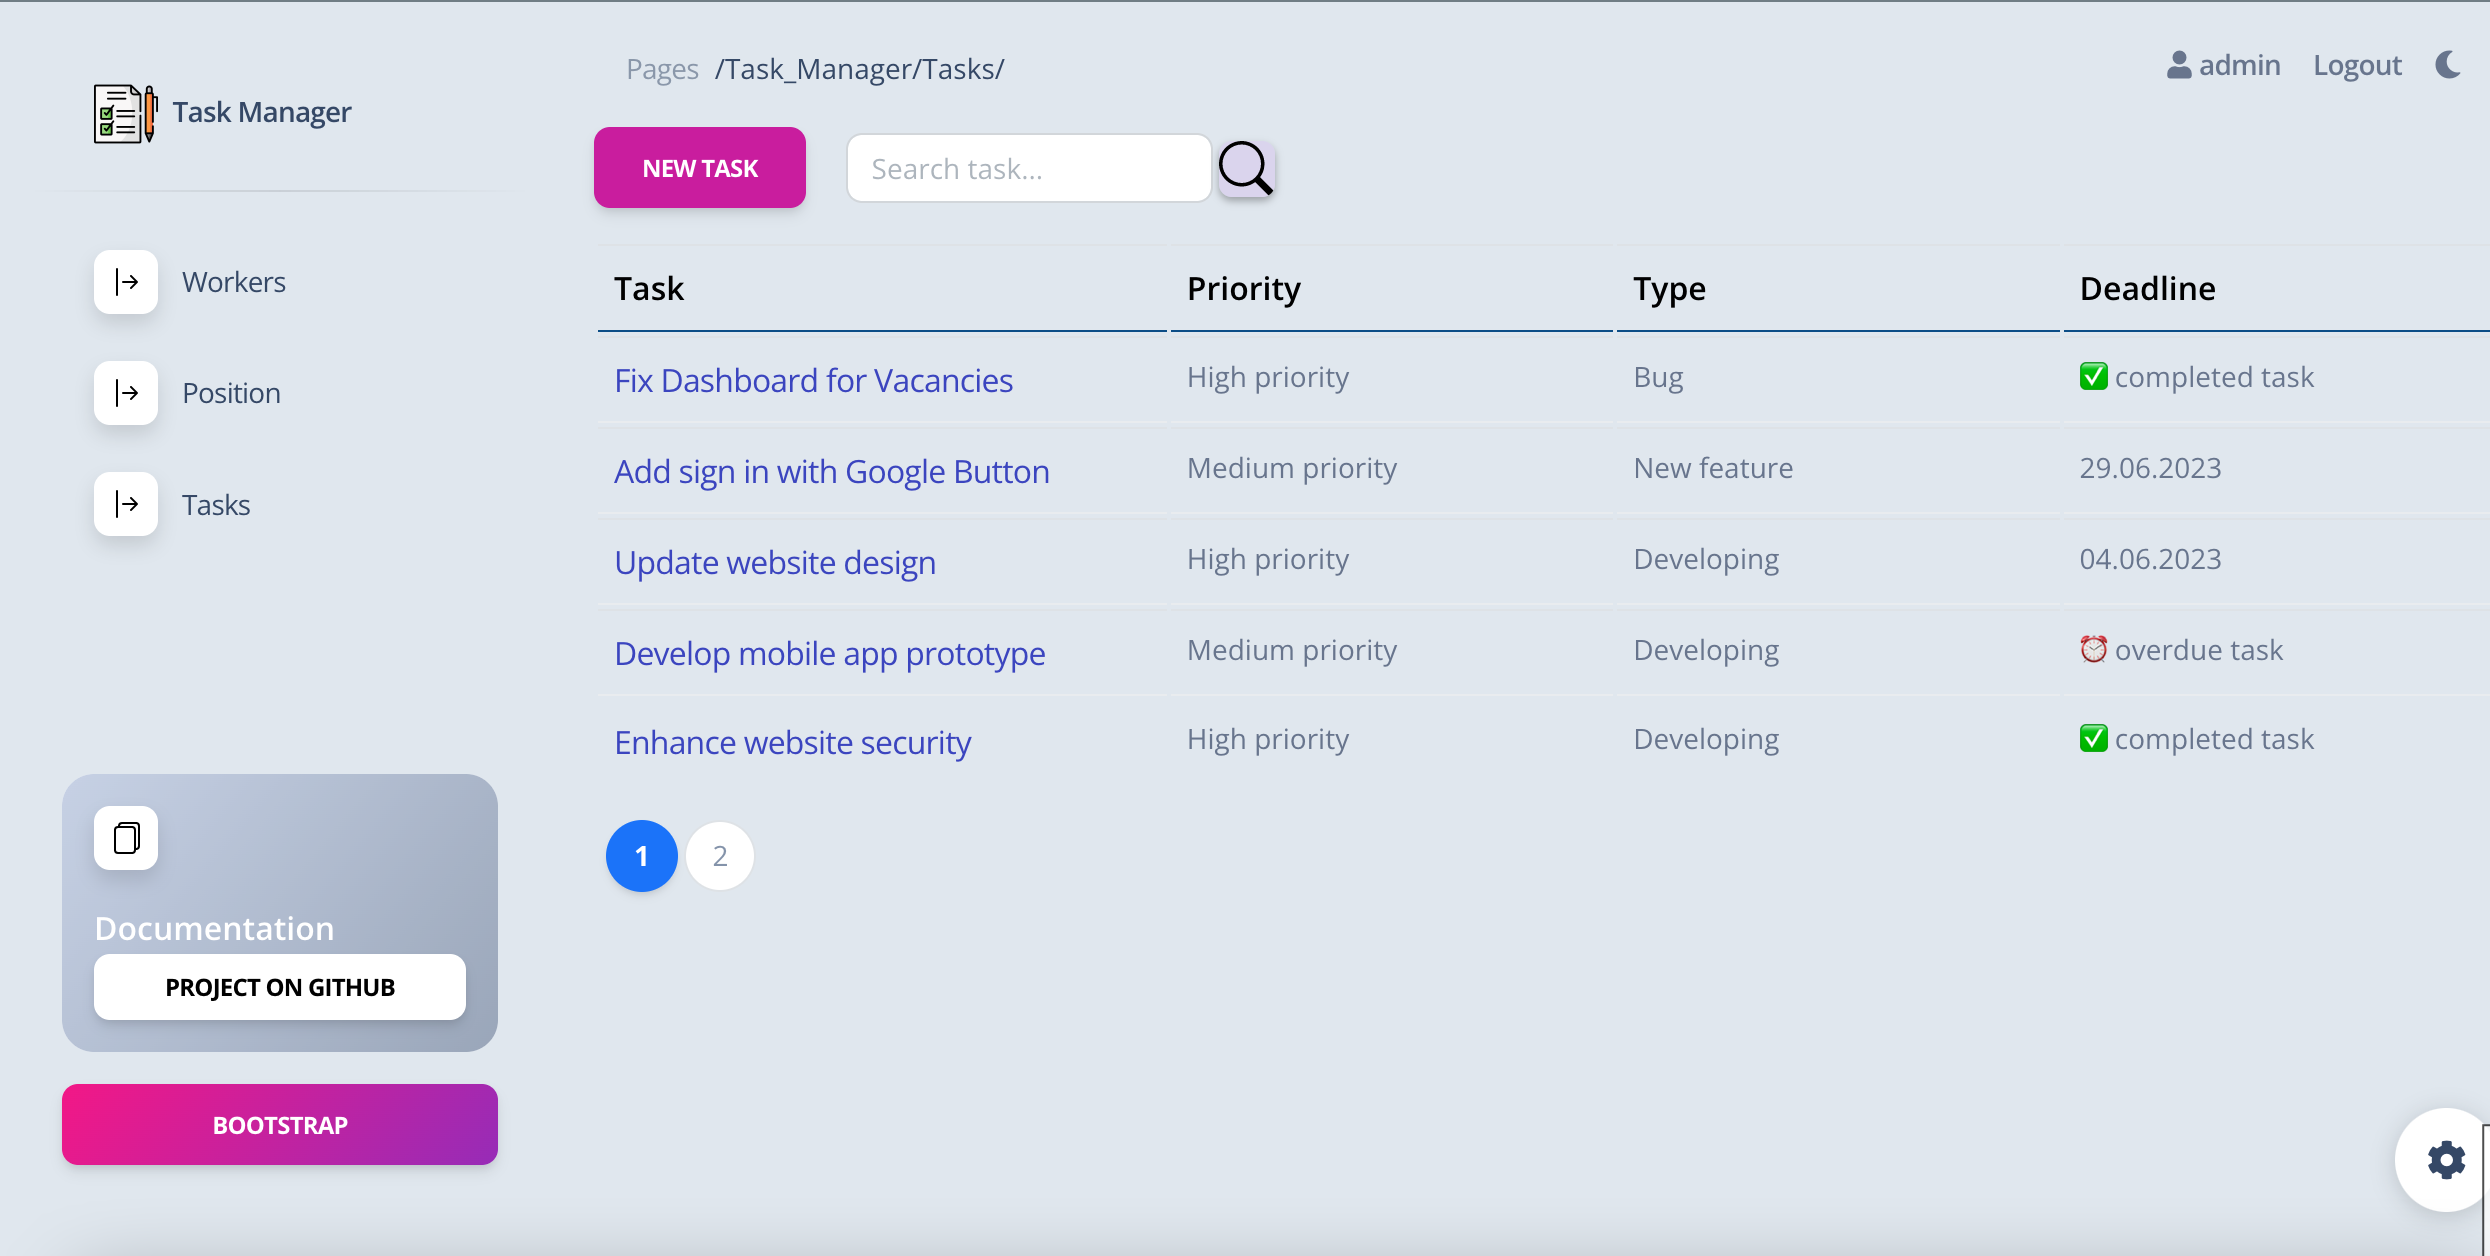 Task Manager
Workers
Position
Tasks
Documentation
PROJECT ON GITHUB
BOOTSTRAP
Pages /Task_Manager/Tasks/
admin Logout
NEW TASK Search task...
Task Priority Type Deadline
Fix Dashboard for Vacancies High priority Bug ✅ completed task
Add sign in with Google Button Medium priority New feature 29.06.2023
Update website design High priority Developing 04.06.2023
Develop mobile app prototype Medium priority Developing ⏰ overdue task
Enhance website security High priority Developing ✅ completed task
1 2